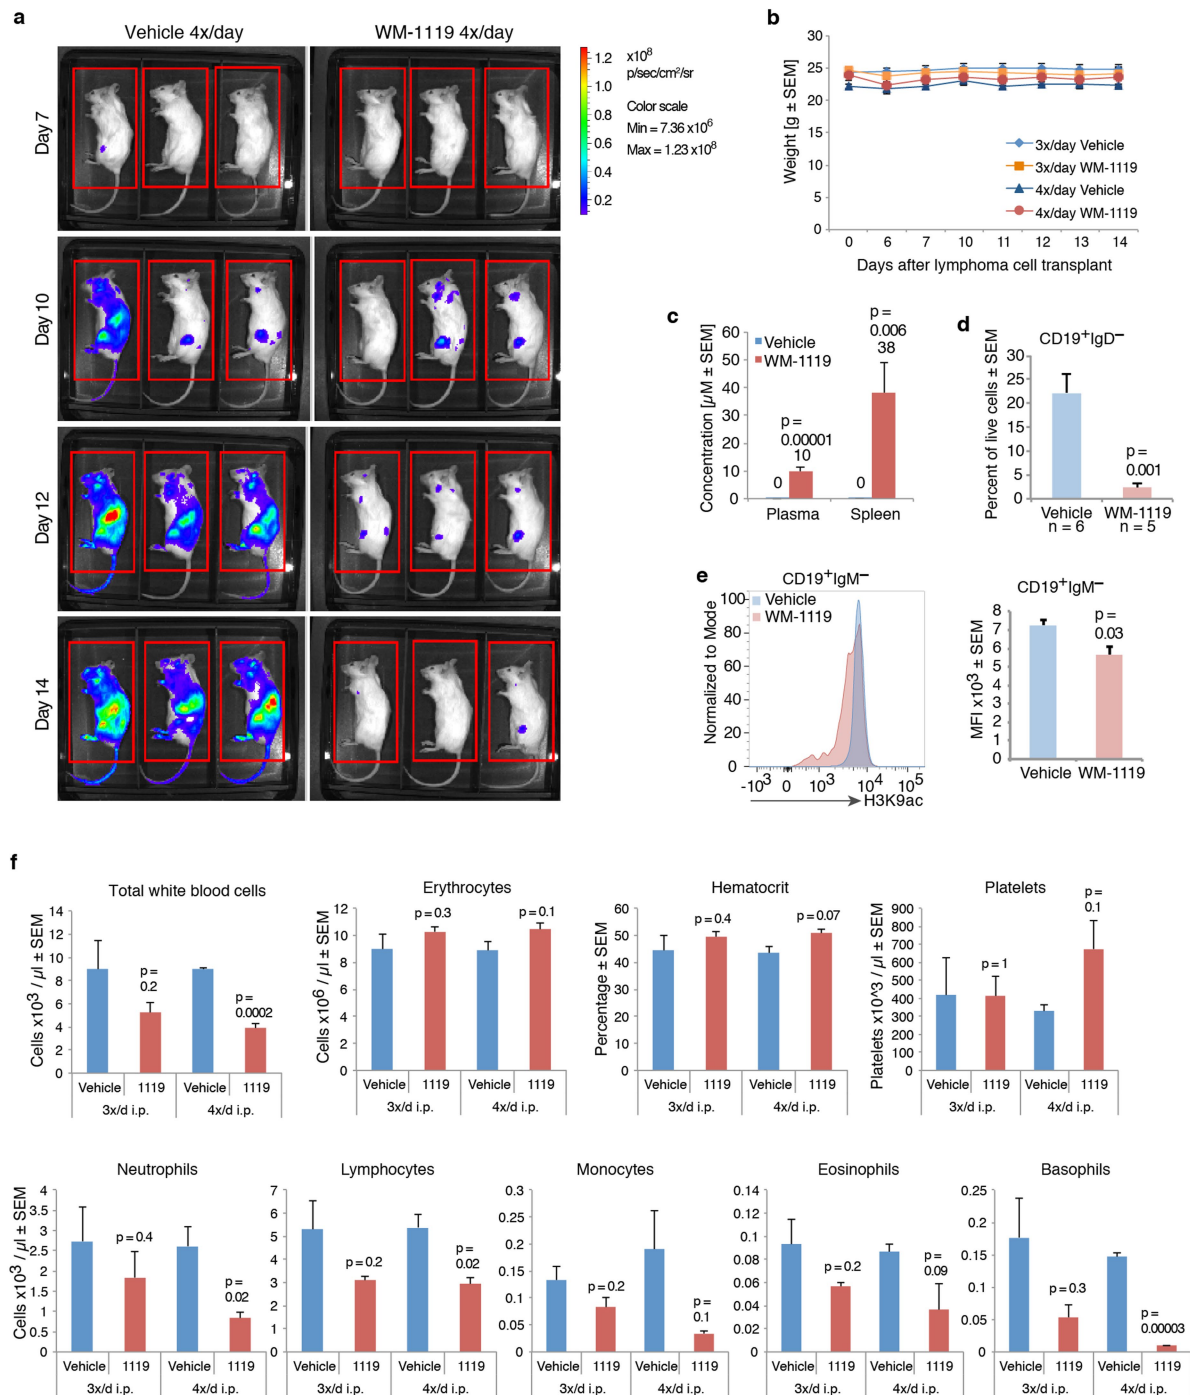 a
Vehicle 4x/day
WM-1119 4x/day
Day 7
Day 10
Day 12
Day 14
1.2
1.0
0.8
0.6
0.4
0.2
x10⁸
p/sec/cm²/sr
Color scale
Min = 7.36 x10⁶
Max = 1.23 x10⁸
b
Weight [g ± SEM]
30
25
20
15
10
5
0
3x/day Vehicle
3x/day WM-1119
4x/day Vehicle
4x/day WM-1119
0 6 7 10 11 12 13 14
Days after lymphoma cell transplant
c
Concentration [µM ± SEM]
60
50
40
30
20
10
0
Vehicle
WM-1119
p =
0.00001
0 10
p =
0.006
0 38
Plasma Spleen
d
CD19⁺IgD⁻
Percent of live cells ± SEM
30
25
20
15
10
5
0
p =
0.001
Vehicle WM-1119
n = 6 n = 5
e
CD19⁺IgM⁻
Vehicle
WM-1119
Normalized to Mode
100
80
60
40
20
0
-10³ 0 10³ 10⁴ 10⁵
H3K9ac
CD19⁺IgM⁻
MFI x10³ ± SEM
8
7
6
5
4
3
2
1
0
p =
0.03
Vehicle WM-1119
f
Total white blood cells
Cells x10³ / µl ± SEM
14
12
10
8
6
4
2
0
p =
0.2
p =
0.0002
Vehicle 1119 Vehicle 1119
3x/d i.p. 4x/d i.p.
Erythrocytes
Cells x10⁶ / µl ± SEM
12
10
8
6
4
2
0
p = 0.3
p = 0.1
Vehicle 1119 Vehicle 1119
3x/d i.p. 4x/d i.p.
Hematocrit
Percentage ± SEM
60
50
40
30
20
10
0
p = 0.4
p = 0.07
Vehicle 1119 Vehicle 1119
3x/d i.p. 4x/d i.p.
Platelets
Platelets x10^3 / µl ± SEM
900
800
700
600
500
400
300
200
100
0
p = 1
p =
0.1
Vehicle 1119 Vehicle 1119
3x/d i.p. 4x/d i.p.
Neutrophils
Cells x10³ / µl ± SEM
4
3.5
3
2.5
2
1.5
1
0.5
0
p = 0.4
p =
0.02
Vehicle 1119 Vehicle 1119
3x/d i.p. 4x/d i.p.
Lymphocytes
7
6
5
4
3
2
1
0
p = 0.2
p =
0.02
Vehicle 1119 Vehicle 1119
3x/d i.p. 4x/d i.p.
Monocytes
0.3
0.25
0.2
0.15
0.1
0.05
0
p = 0.2
p =
0.1
Vehicle 1119 Vehicle 1119
3x/d i.p. 4x/d i.p.
Eosinophils
0.14
0.12
0.1
0.08
0.06
0.04
0.02
0
p = 0.2
p =
0.09
Vehicle 1119 Vehicle 1119
3x/d i.p. 4x/d i.p.
Basophils
0.25
0.2
0.15
0.1
0.05
0
p = 0.3
p =
0.00003
Vehicle 1119 Vehicle 1119
3x/d i.p. 4x/d i.p.